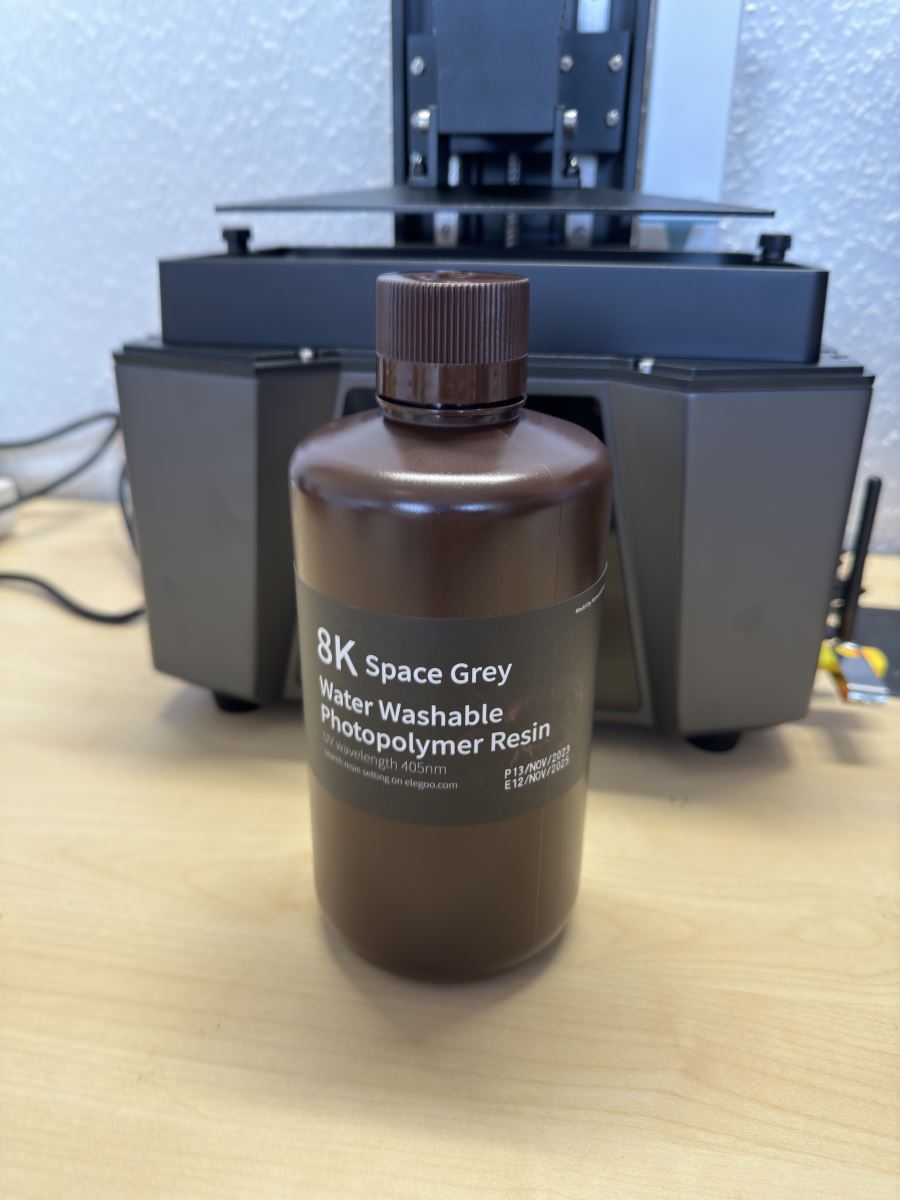 8K Space Grey
Water Washable
Photopolymer Resin
UV wavelength 405nm
search resin setting on elegoo.com
P13/NOV/2023
E12/NOV/2025